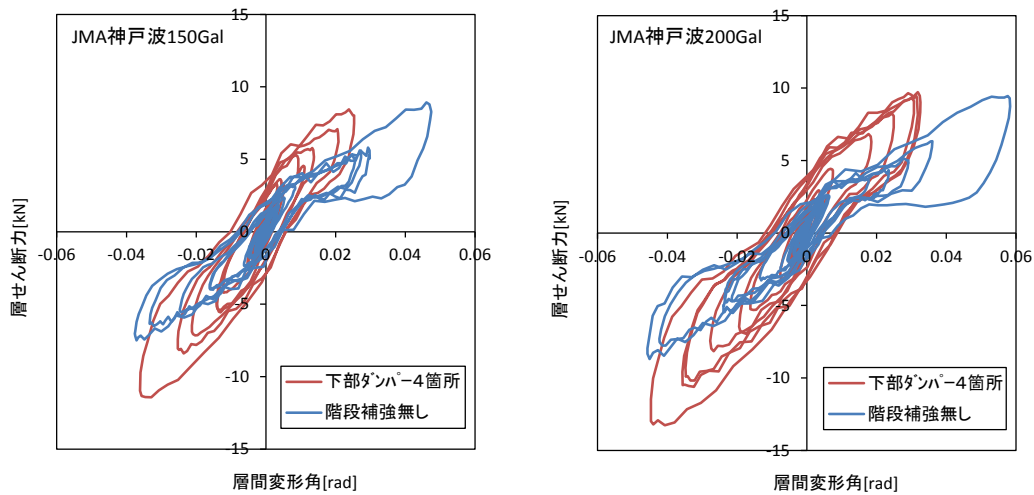 JMA神戸波150Gal
15
10
5
0
-5
-10
-15
-0.06
-0.04
-0.02
0
0.02
0.04
0.06
層せん断力[kN]
層間変形角[rad]
下部ﾀﾞﾝﾊﾟｰ4箇所
階段補強無し
JMA神戸波200Gal
15
10
5
0
-5
-10
-15
-0.06
-0.04
-0.02
0
0.02
0.04
0.06
層せん断力[kN]
層間変形角[rad]
下部ﾀﾞﾝﾊﾟｰ4箇所
階段補強無し